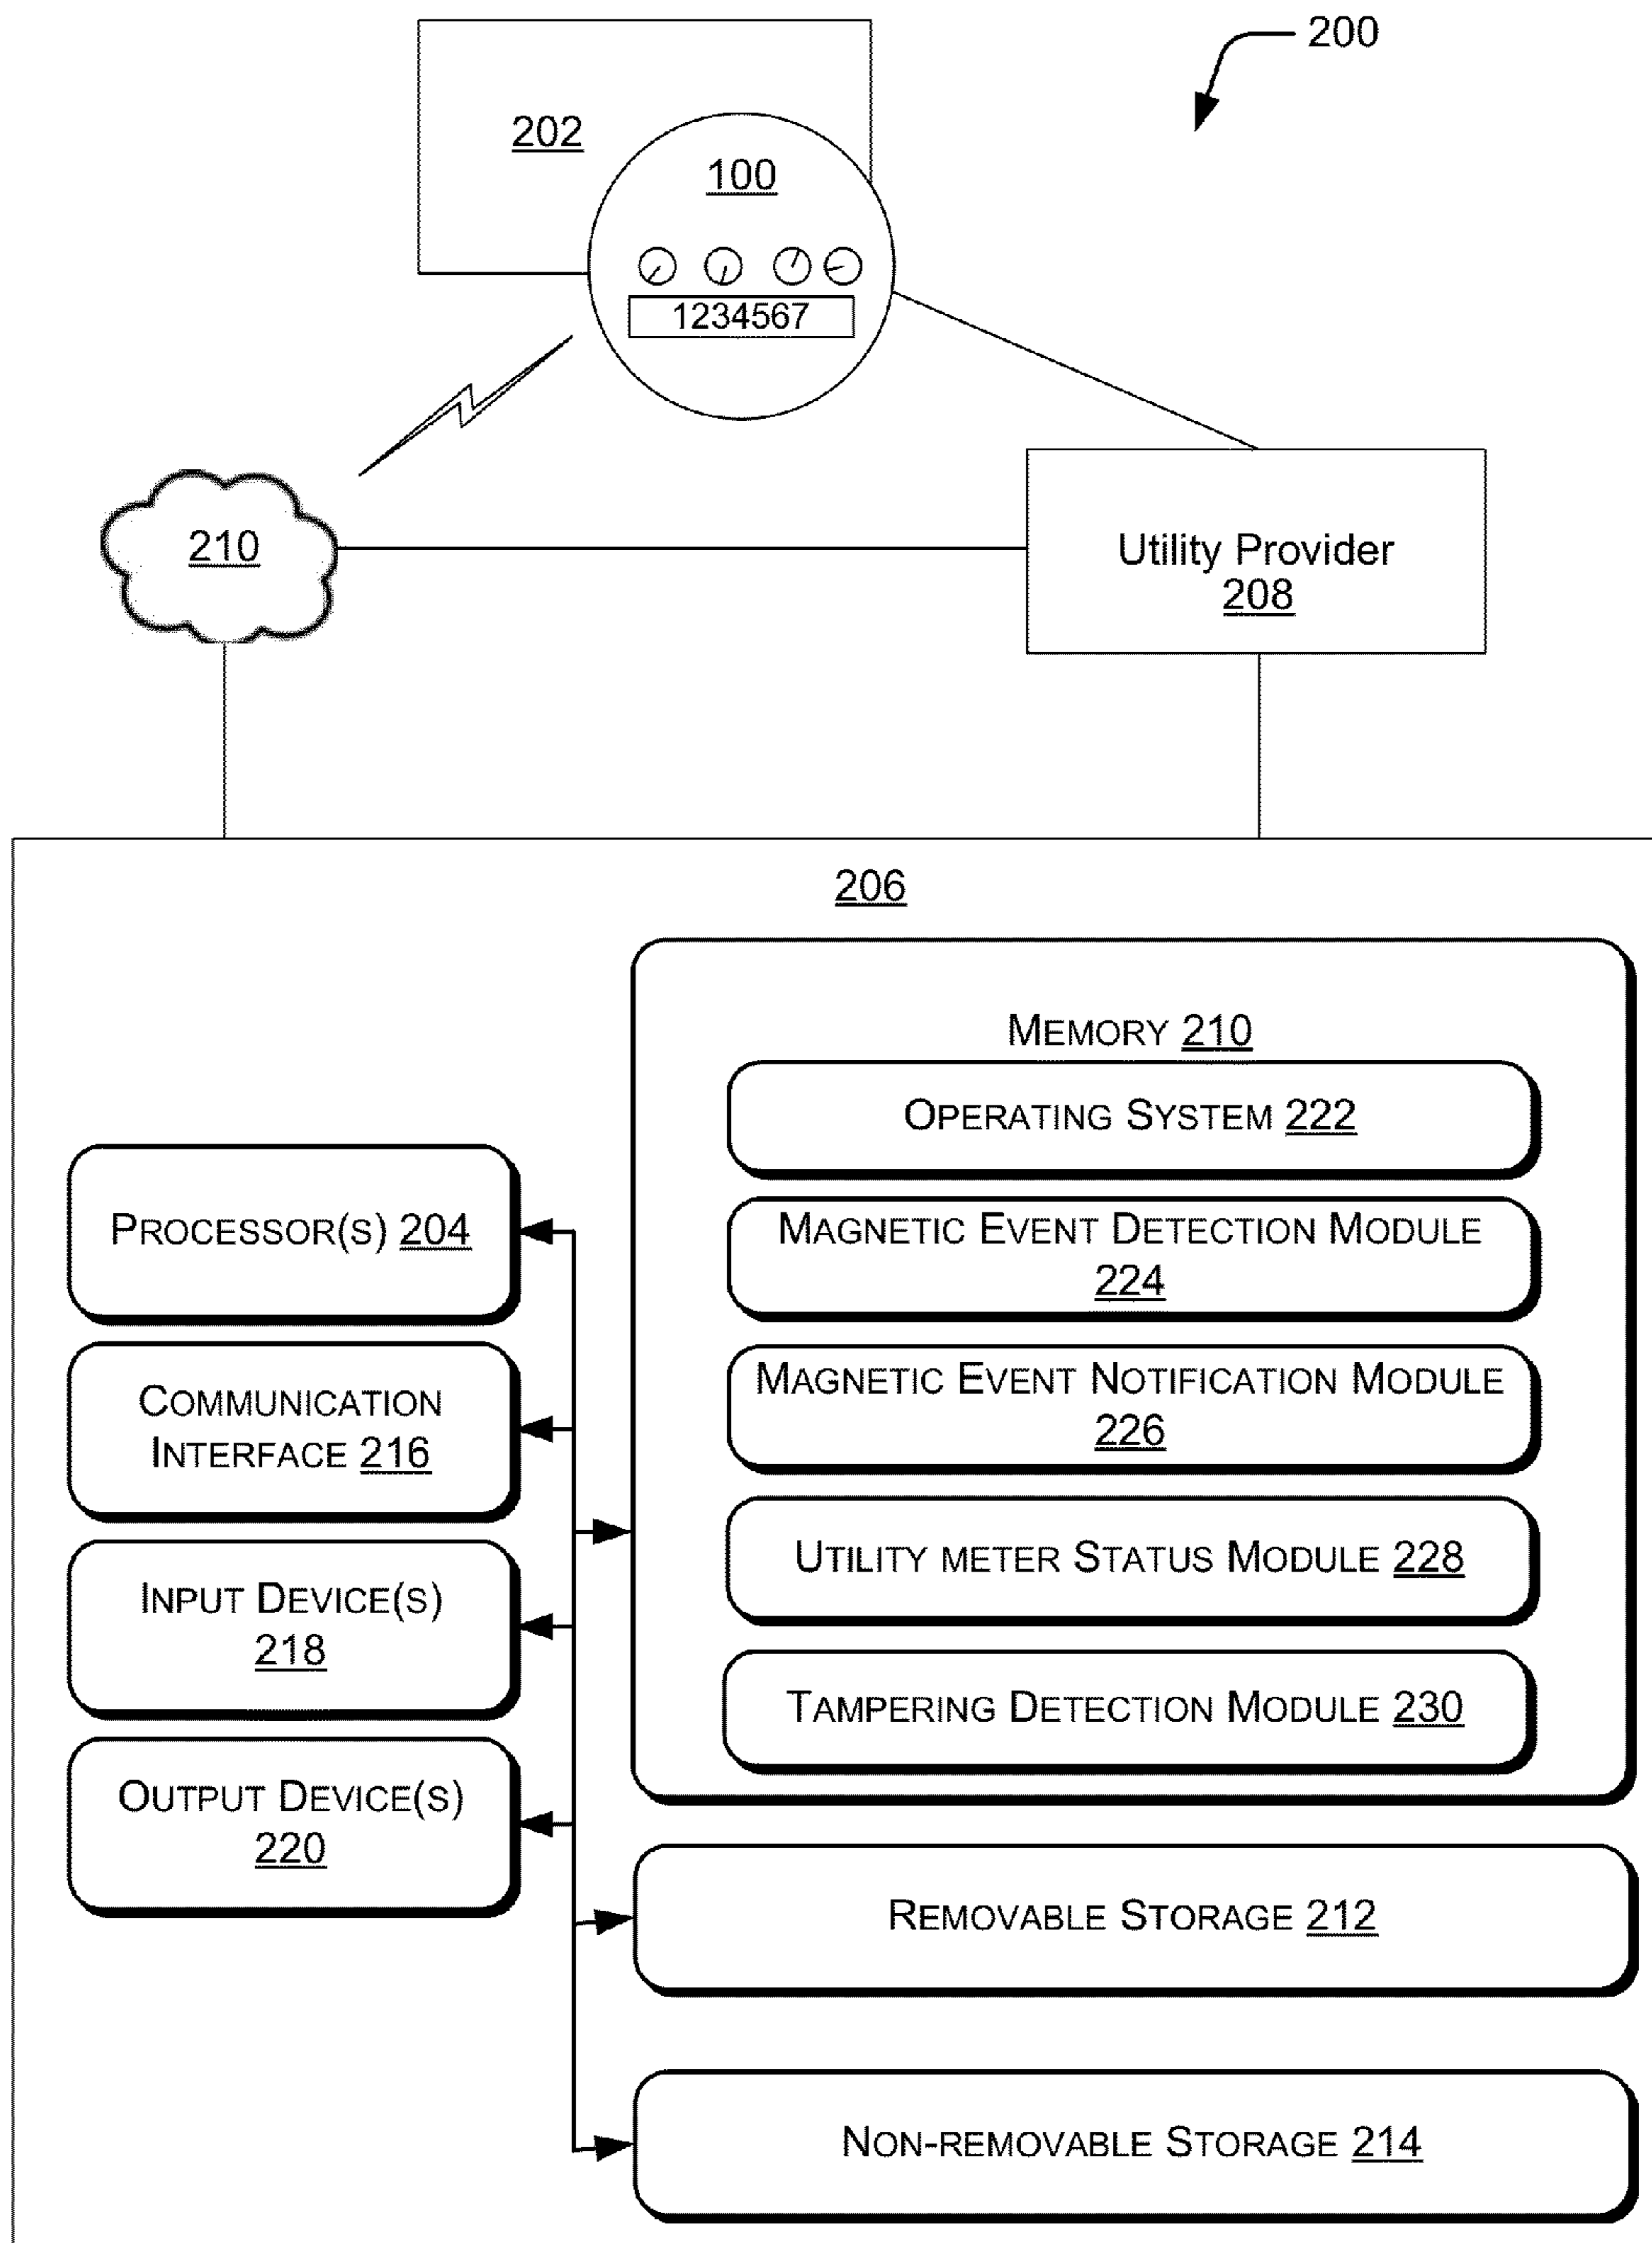 200
202
100
1234567
210
Utility Provider
208
206
MEMORY 210
OPERATING SYSTEM 222
MAGNETIC EVENT DETECTION MODULE
224
MAGNETIC EVENT NOTIFICATION MODULE
226
UTILITY METER STATUS MODULE 228
TAMPERING DETECTION MODULE 230
PROCESSOR(S) 204
COMMUNICATION
INTERFACE 216
INPUT DEVICE(S)
218
OUTPUT DEVICE(S)
220
REMOVABLE STORAGE 212
NON-REMOVABLE STORAGE 214